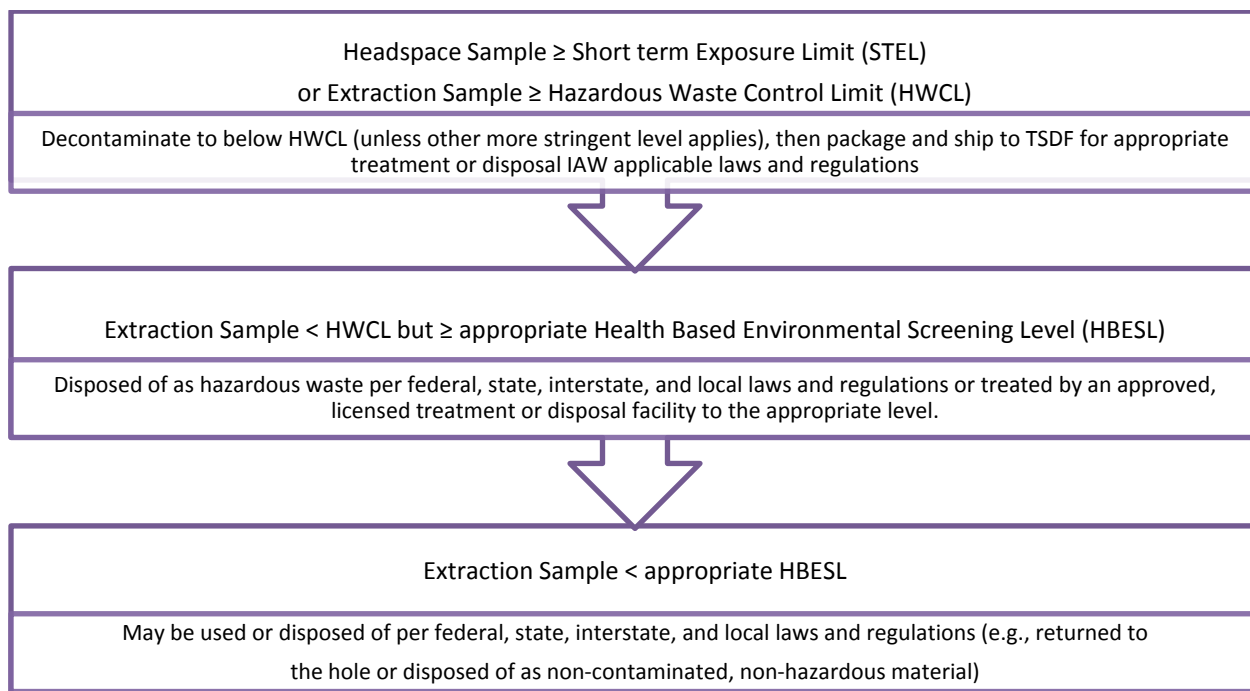 Headspace Sample ≥ Short term Exposure Limit (STEL)
or Extraction Sample ≥ Hazardous Waste Control Limit (HWCL)
Decontaminate to below HWCL (unless other more stringent level applies), then package and ship to TSDF for appropriate
treatment or disposal IAW applicable laws and regulations
Extraction Sample < HWCL but ≥ appropriate Health Based Environmental Screening Level (HBESL)
Disposed of as hazardous waste per federal, state, interstate, and local laws and regulations or treated by an approved,
licensed treatment or disposal facility to the appropriate level.
Extraction Sample < appropriate HBESL
May be used or disposed of per federal, state, interstate, and local laws and regulations (e.g., returned to
the hole or disposed of as non-contaminated, non-hazardous material)